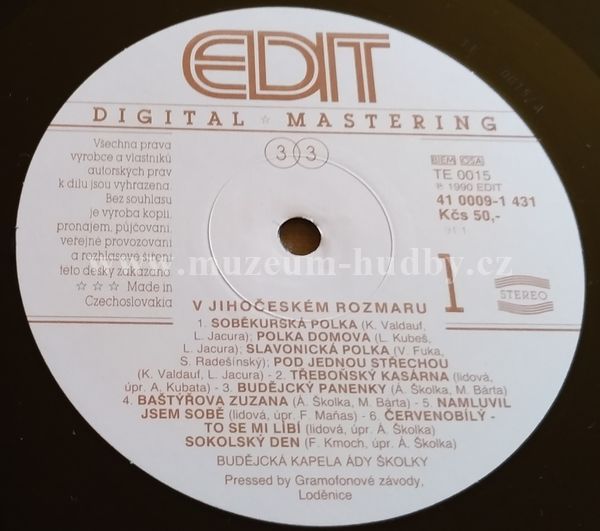 EDIT
DIGITAL ☆ MASTERING
Všechna práva
výrobce a vlastníků
autorských práv
k dílu jsou vyhrazena.
Bez souhlasu
je výroba kopií,
pronájem, půjčování,
veřejné provozování
a rozhlasové šíření
této desky zakázáno
☆ ☆ ☆ Made in
Czechoslovakia
33
BIEM OSA
TE 0015
℗ 1990 EDIT
41 0009-1 431
Kčs 50,-
1
STEREO
www.muzeum-hudby.cz
V JIHOČESKÉM ROZMARU
1. SOBĚKURSKÁ POLKA (K. Valdauf,
L. Jacura); POLKA DOMOVA (L. Kubeš,
L. Jacura); SLAVONICKÁ POLKA (V. Fuka,
S. Radešínský); POD JEDNOU STŘECHOU
(K. Valdauf, L. Jacura) - 2. TŘEBOŇSKÝ KASÁRNA (lidová,
úpr. A. Kubata) - 3. BUDĚJCKÝ PANENKY (Á. Školka, M. Bárta) -
4. BAŠTÝŘOVA ZUZANA (Á. Školka, M. Bárta) - 5. NAMLUVIL
JSEM SOBĚ (lidová, úpr. F. Maňas) - 6. ČERVENOBÍLÝ -
TO SE MI LÍBÍ (lidová, úpr. Á. Školka);
SOKOLSKÝ DEN (F. Kmoch, úpr. Á. Školka)
BUDĚJCKÁ KAPELA ÁDY ŠKOLKY
Pressed by Gramofonové závody,
Loděnice